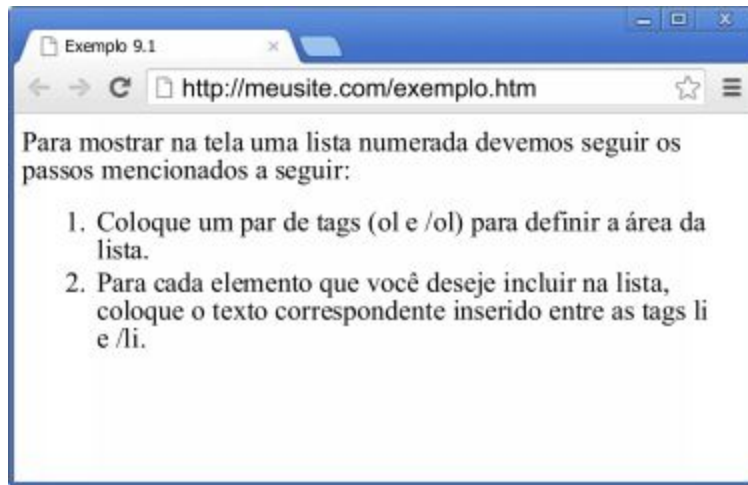 Exemplo 9.1
http://meusite.com/exemplo.htm
Para mostrar na tela uma lista numerada devemos seguir os
passos mencionados a seguir:
1. Coloque um par de tags (ol e /ol) para definir a área da
lista.
2. Para cada elemento que você deseje incluir na lista,
coloque o texto correspondente inserido entre as tags li
e /li.